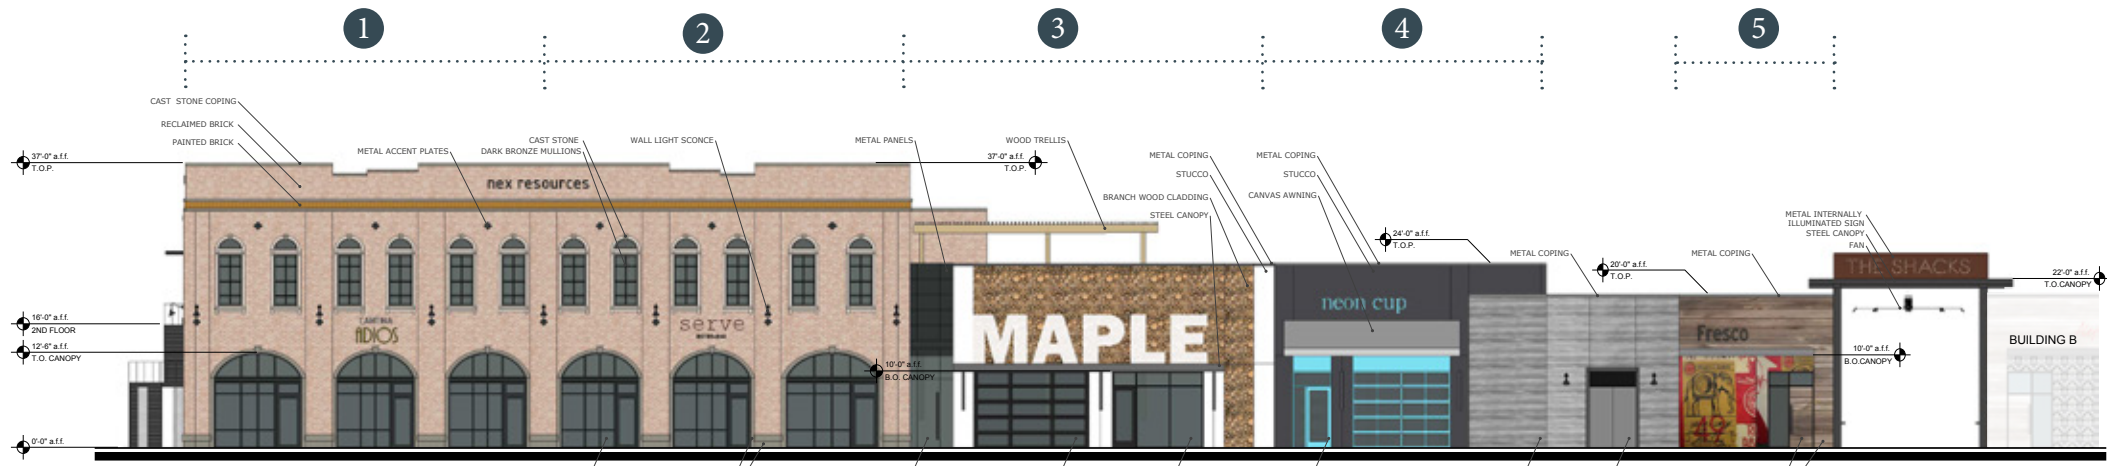 1
2
3
4
5
CAST STONE COPING
RECLAIMED BRICK
PAINTED BRICK
METAL ACCENT PLATES
CAST STONE
DARK BRONZE MULLIONS
WALL LIGHT SCONCE
METAL PANELS
WOOD TRELLIS
METAL COPING
STUCCO
BRANCH WOOD CLADDING
STEEL CANOPY
METAL COPING
STUCCO
CANVAS AWNING
METAL COPING
METAL COPING
METAL INTERNALLY
ILLUMINATED SIGN
STEEL CANOPY
FAN
37'-0" a.f.f.
T.O.P.
37'-0" a.f.f.
T.O.P.
24'-0" a.f.f.
T.O.P.
20'-0" a.f.f.
T.O.P.
22'-0" a.f.f.
T.O.CANOPY
16'-0" a.f.f.
2ND FLOOR
12'-6" a.f.f.
T.O. CANOPY
10'-0" a.f.f.
B.O. CANOPY
10'-0" a.f.f.
B.O.CANOPY
0'-0" a.f.f.
nex resources
CANTINA
ADIOS
serve
MAPLE
neon cup
Fresco
49
THE SHACKS
BUILDING B